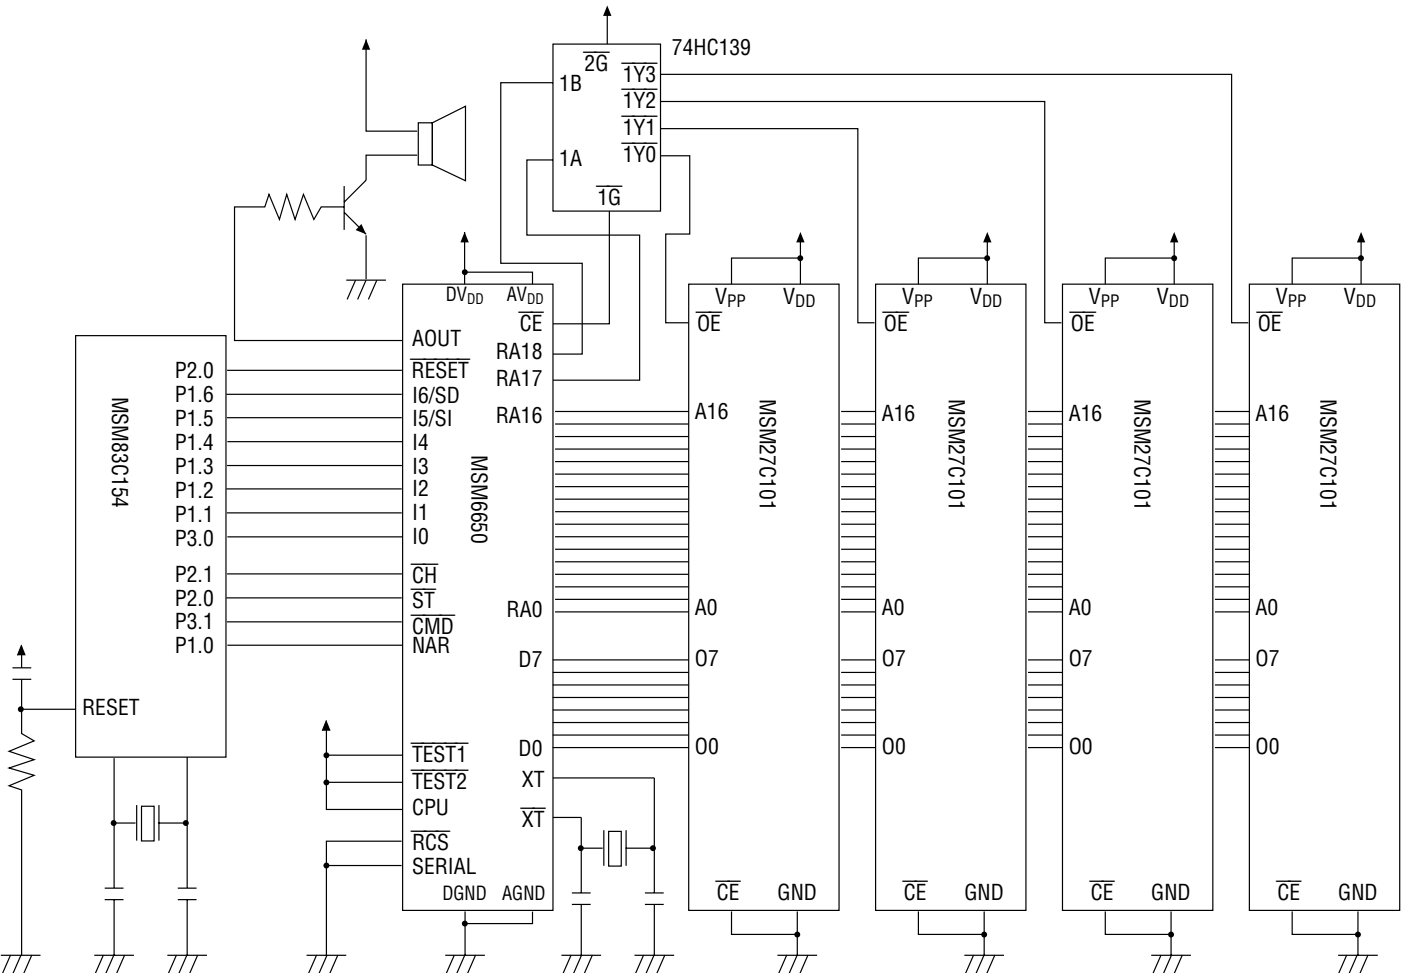 74HC139
2G
1B
1Y3
1Y2
1Y1
1A
1Y0
1G
DVDD AVDD
CE
AOUT
RA18
RESET
RA17
I6/SD
RA16
I5/SI
I4
I3
I2
I1
I0
CH
ST
RA0
CMD
NAR
D7
D0
TEST1
TEST2
XT
CPU
XT
RCS
SERIAL
DGND AGND
MSM6650
P2.0
P1.6
P1.5
P1.4
P1.3
P1.2
P1.1
P3.0
P2.1
P2.0
P3.1
P1.0
RESET
MSM83C154
VPP VDD
OE
A16
MSM27C101
A0
O7
O0
CE GND
VPP VDD
OE
A16
MSM27C101
A0
O7
O0
CE GND
VPP VDD
OE
A16
MSM27C101
A0
O7
O0
CE GND
VPP VDD
OE
A16
MSM27C101
A0
O7
O0
CE GND